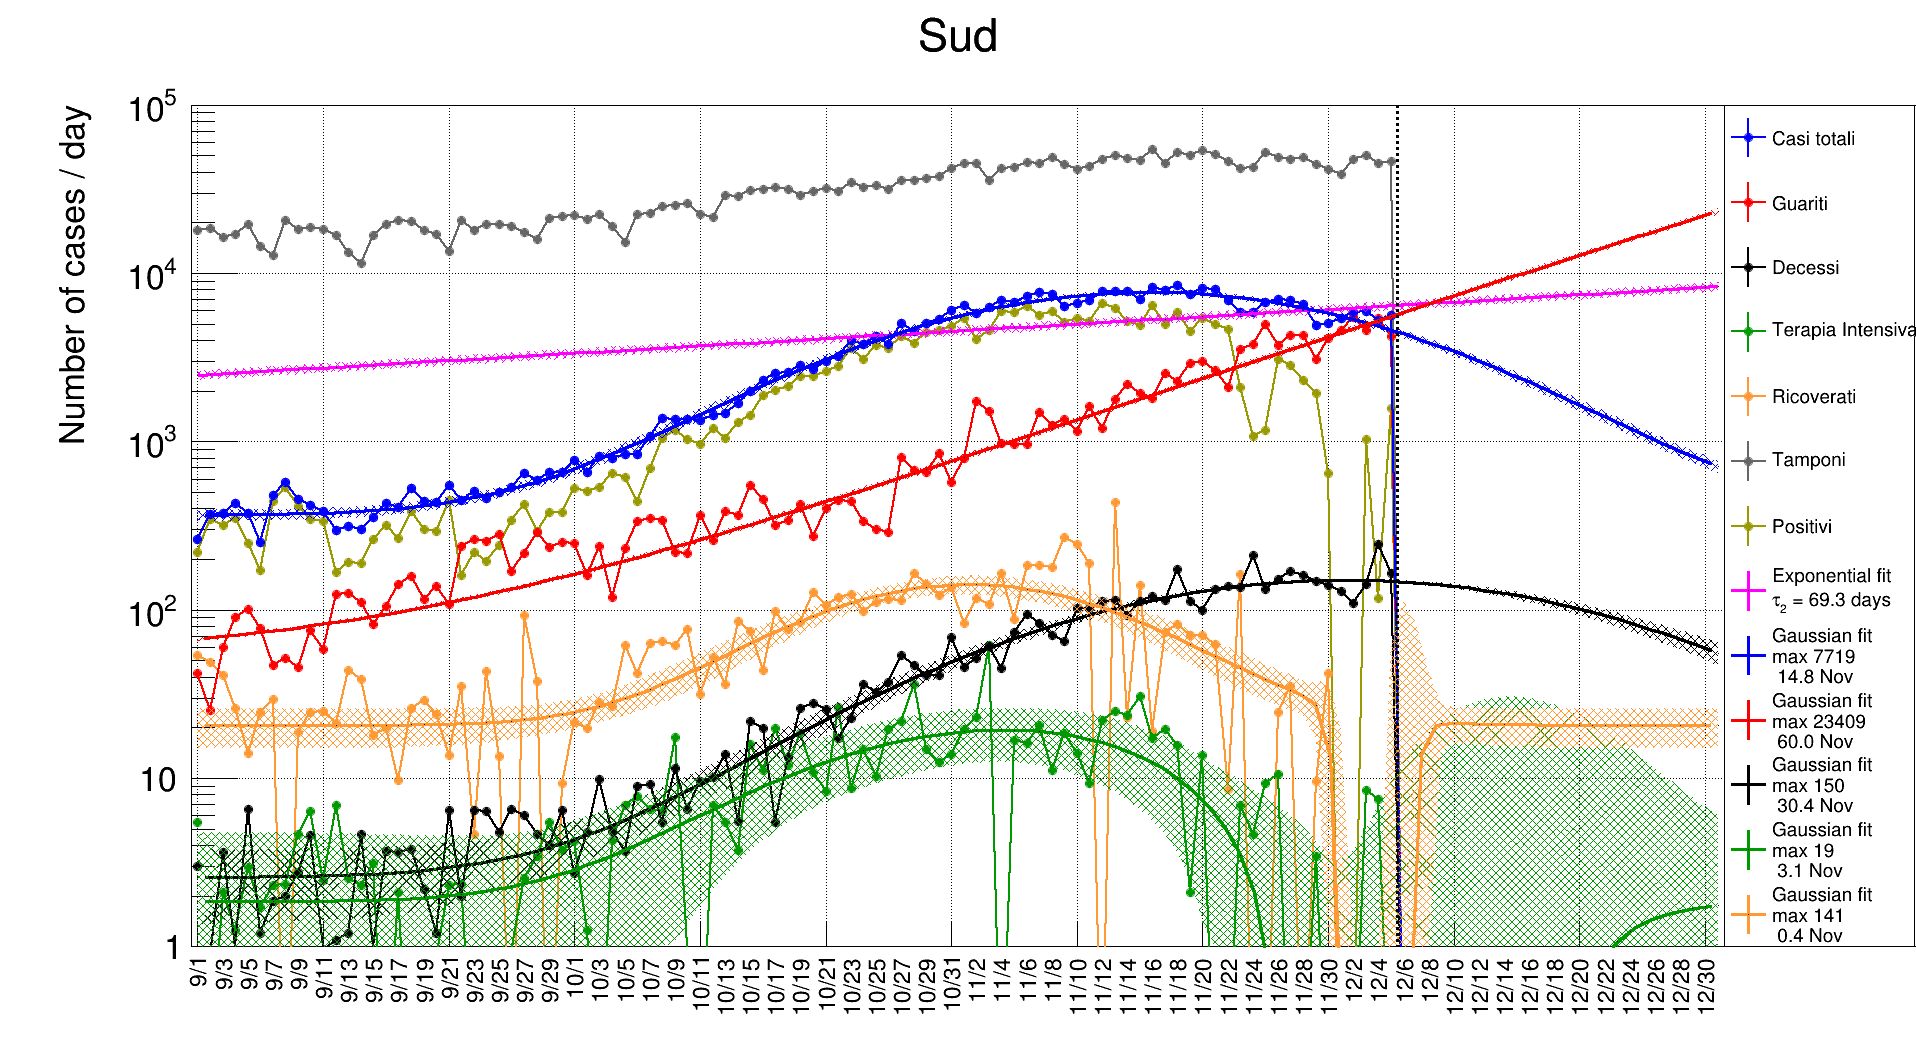 Sud
Number of cases / day
10^5
10^4
10^3
10^2
10
1
9/1 9/3 9/5 9/7 9/9 9/11 9/13 9/15 9/17 9/19 9/21 9/23 9/25 9/27 9/29 10/1 10/3 10/5 10/7 10/9 10/11 10/13 10/15 10/17 10/19 10/21 10/23 10/25 10/27 10/29 10/31 11/2 11/4 11/6 11/8 11/10 11/12 11/14 11/16 11/18 11/20 11/22 11/24 11/26 11/28 11/30 12/2 12/4 12/6 12/8 12/10 12/12 12/14 12/16 12/18 12/20 12/22 12/24 12/26 12/28 12/30
Casi totali
Guariti
Decessi
Terapia Intensiva
Ricoverati
Tamponi
Positivi
Exponential fit
τ2 = 69.3 days
Gaussian fit
max 7719
14.8 Nov
Gaussian fit
max 23409
60.0 Nov
Gaussian fit
max 150
30.4 Nov
Gaussian fit
max 19
3.1 Nov
Gaussian fit
max 141
0.4 Nov